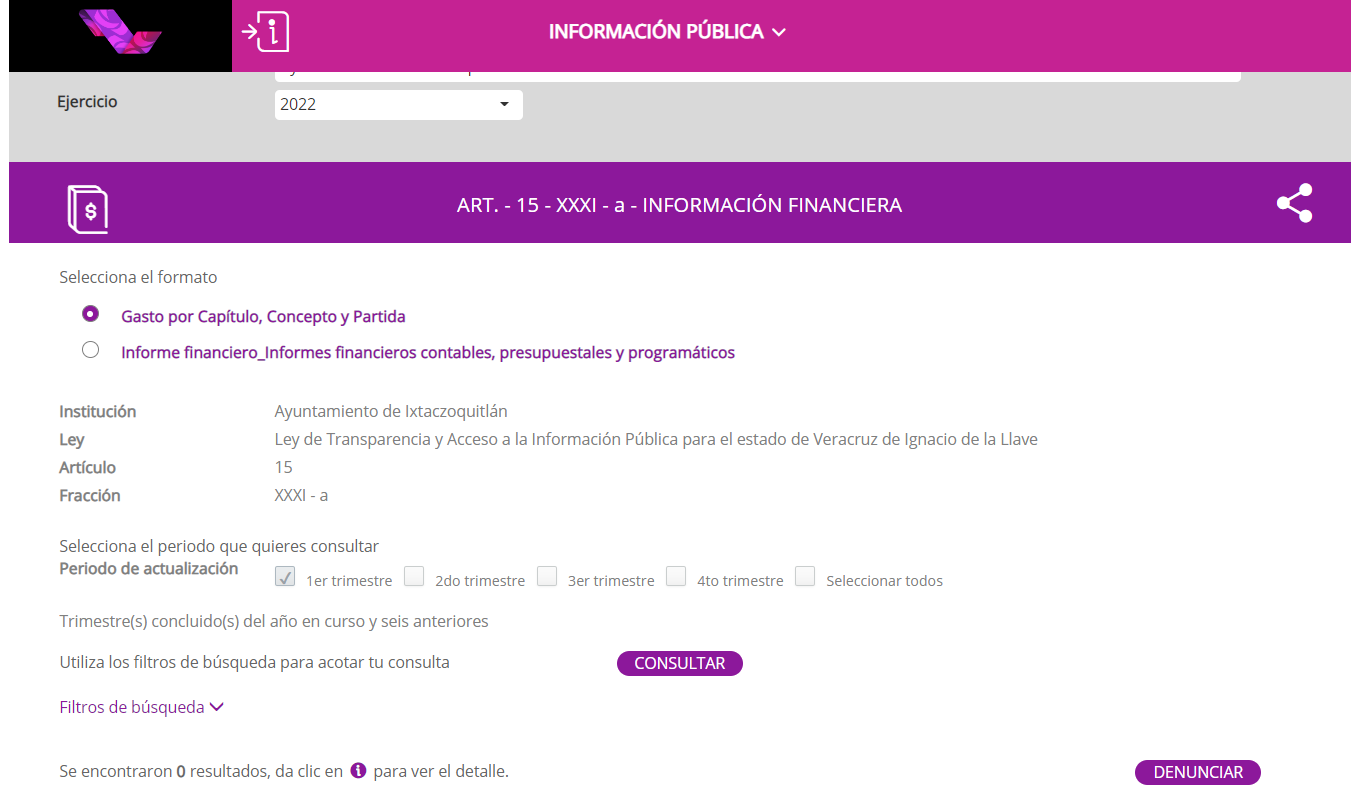 INFORMACIÓN PÚBLICA
Ejercicio
2022
ART. - 15 - XXXI - a - INFORMACIÓN FINANCIERA
Selecciona el formato
Gasto por Capítulo, Concepto y Partida
Informe financiero_Informes financieros contables, presupuestales y programáticos
Institución Ayuntamiento de Ixtaczoquitlán
Ley Ley de Transparencia y Acceso a la Información Pública para el estado de Veracruz de Ignacio de la Llave
Artículo 15
Fracción XXXI - a
Selecciona el periodo que quieres consultar
Periodo de actualización 1er trimestre 2do trimestre 3er trimestre 4to trimestre Seleccionar todos
Trimestre(s) concluido(s) del año en curso y seis anteriores
Utiliza los filtros de búsqueda para acotar tu consulta CONSULTAR
Filtros de búsqueda
Se encontraron 0 resultados, da clic en i para ver el detalle. DENUNCIAR